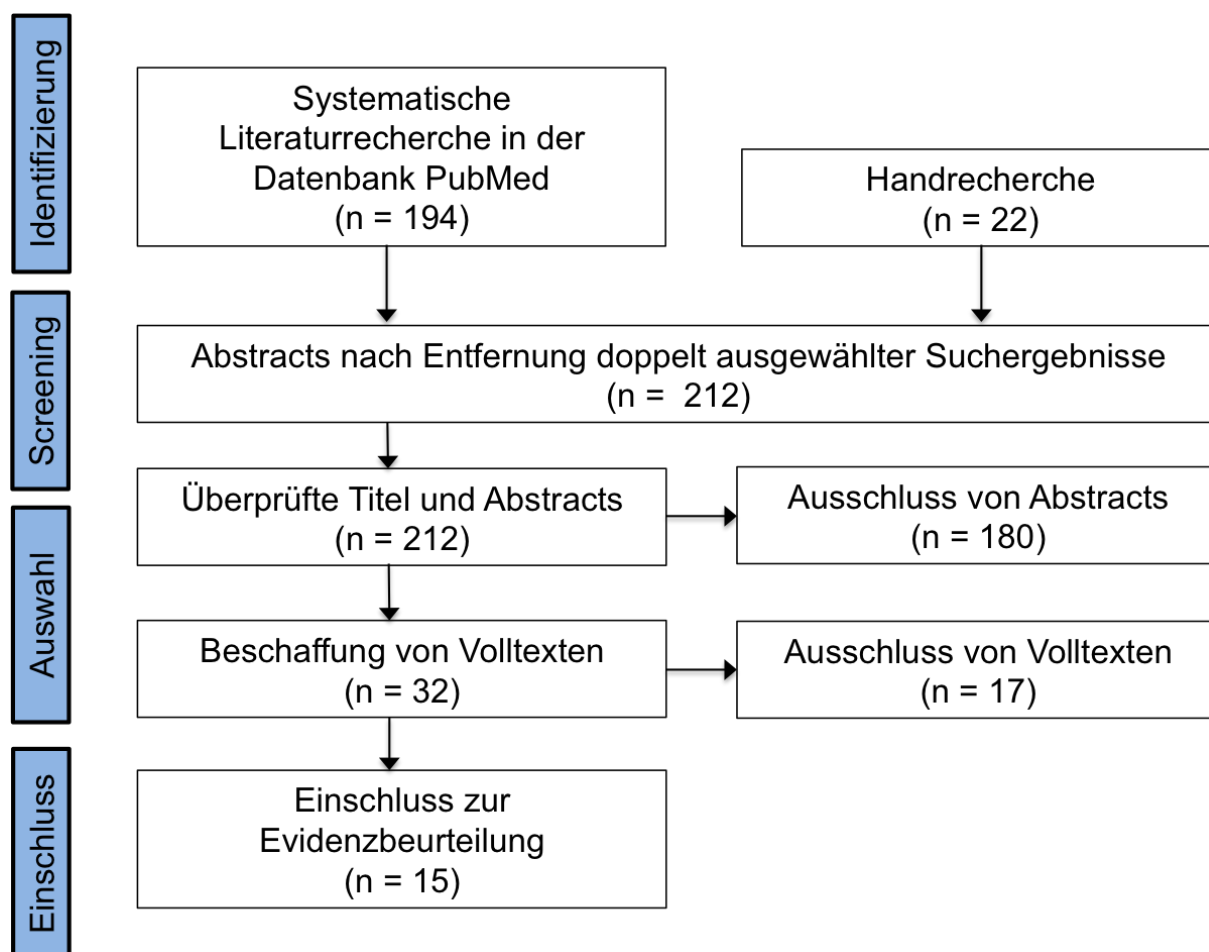 Identifizierung
Systematische
Literaturrecherche in der
Datenbank PubMed
(n = 194)
Handrecherche
(n = 22)
Screening
Abstracts nach Entfernung doppelt ausgewählter Suchergebnisse
(n =  212)
Überprüfte Titel und Abstracts
(n = 212)
Ausschluss von Abstracts
(n = 180)
Auswahl
Beschaffung von Volltexten
(n = 32)
Ausschluss von Volltexten
(n = 17)
Einschluss
Einschluss zur
Evidenzbeurteilung
(n = 15)